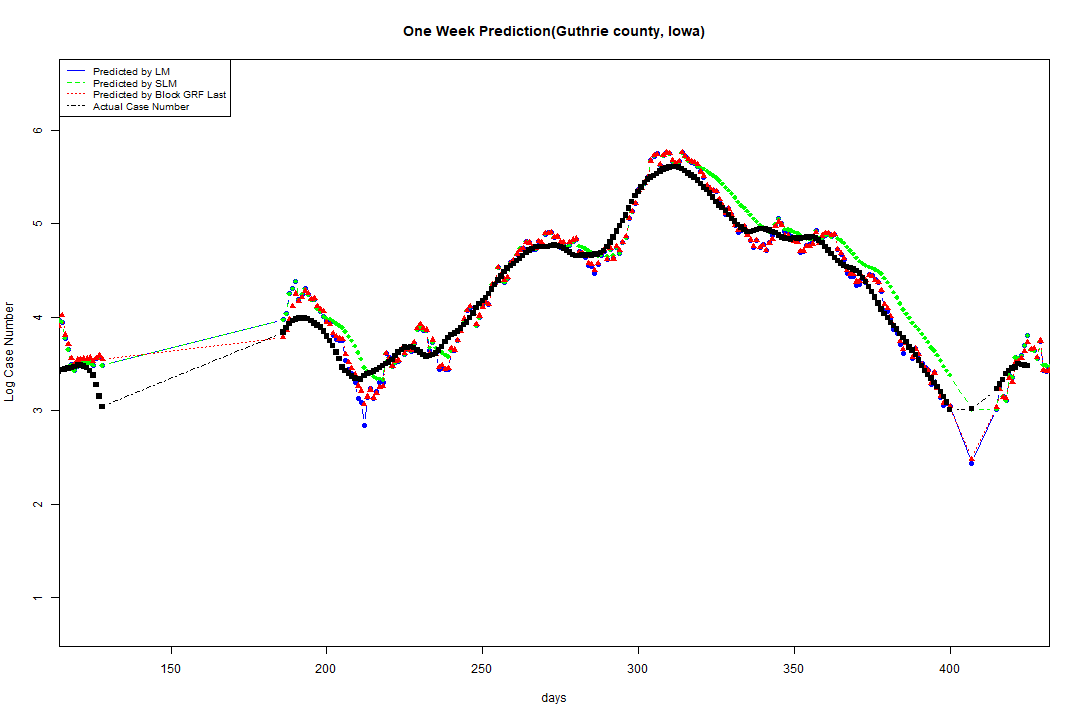 One Week Prediction(Guthrie county, Iowa)
Predicted by LM
Predicted by SLM
Predicted by Block GRF Last
Actual Case Number
Log Case Number
6
5
4
3
2
1
150 200 250 300 350 400
days